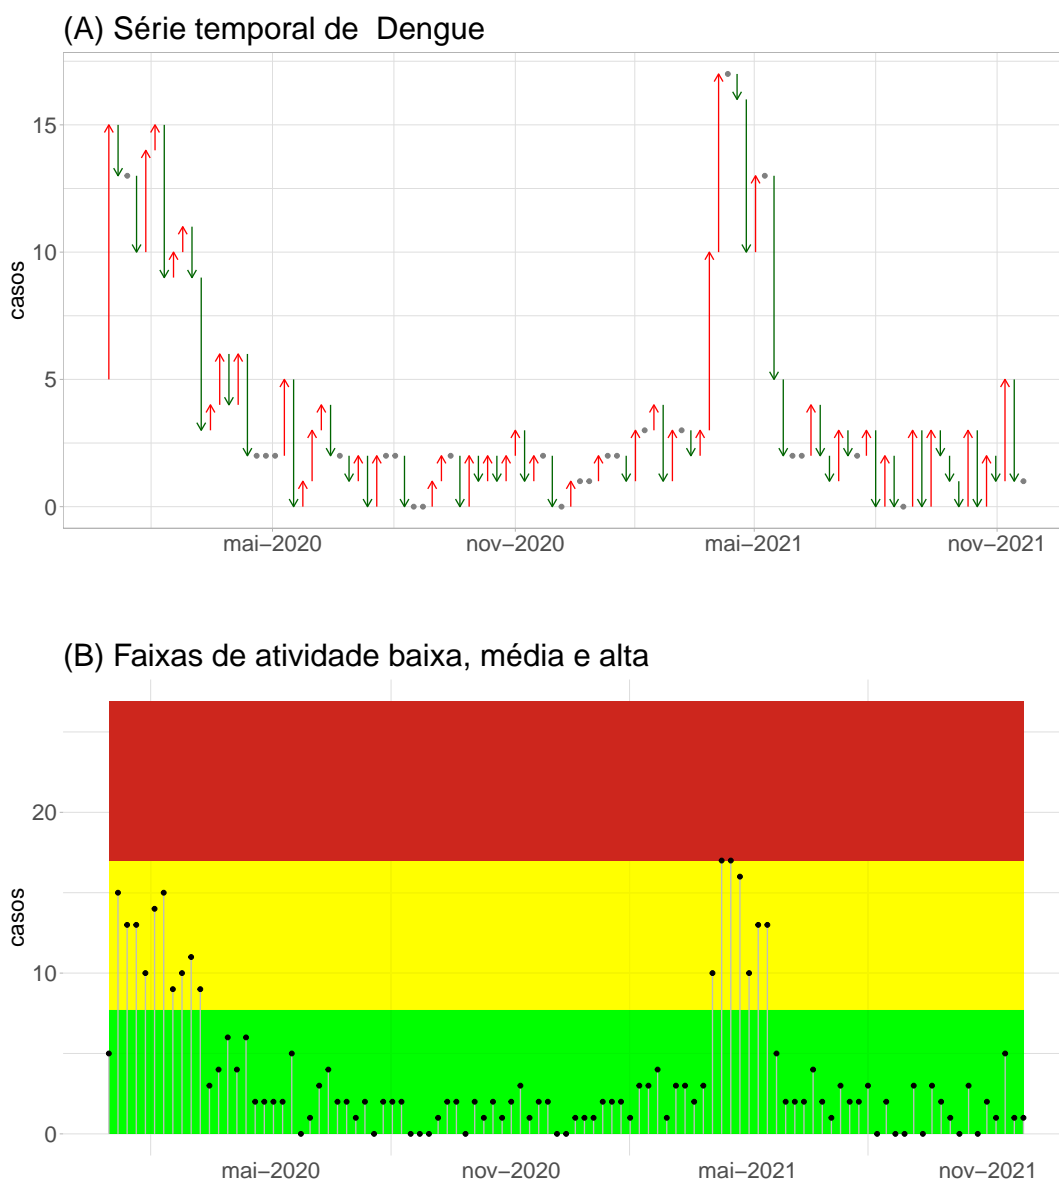 (A) Série temporal de  Dengue
casos
15
10
5
0
mai−2020
nov−2020
mai−2021
nov−2021
(B) Faixas de atividade baixa, média e alta
casos
20
10
0
mai−2020
nov−2020
mai−2021
nov−2021